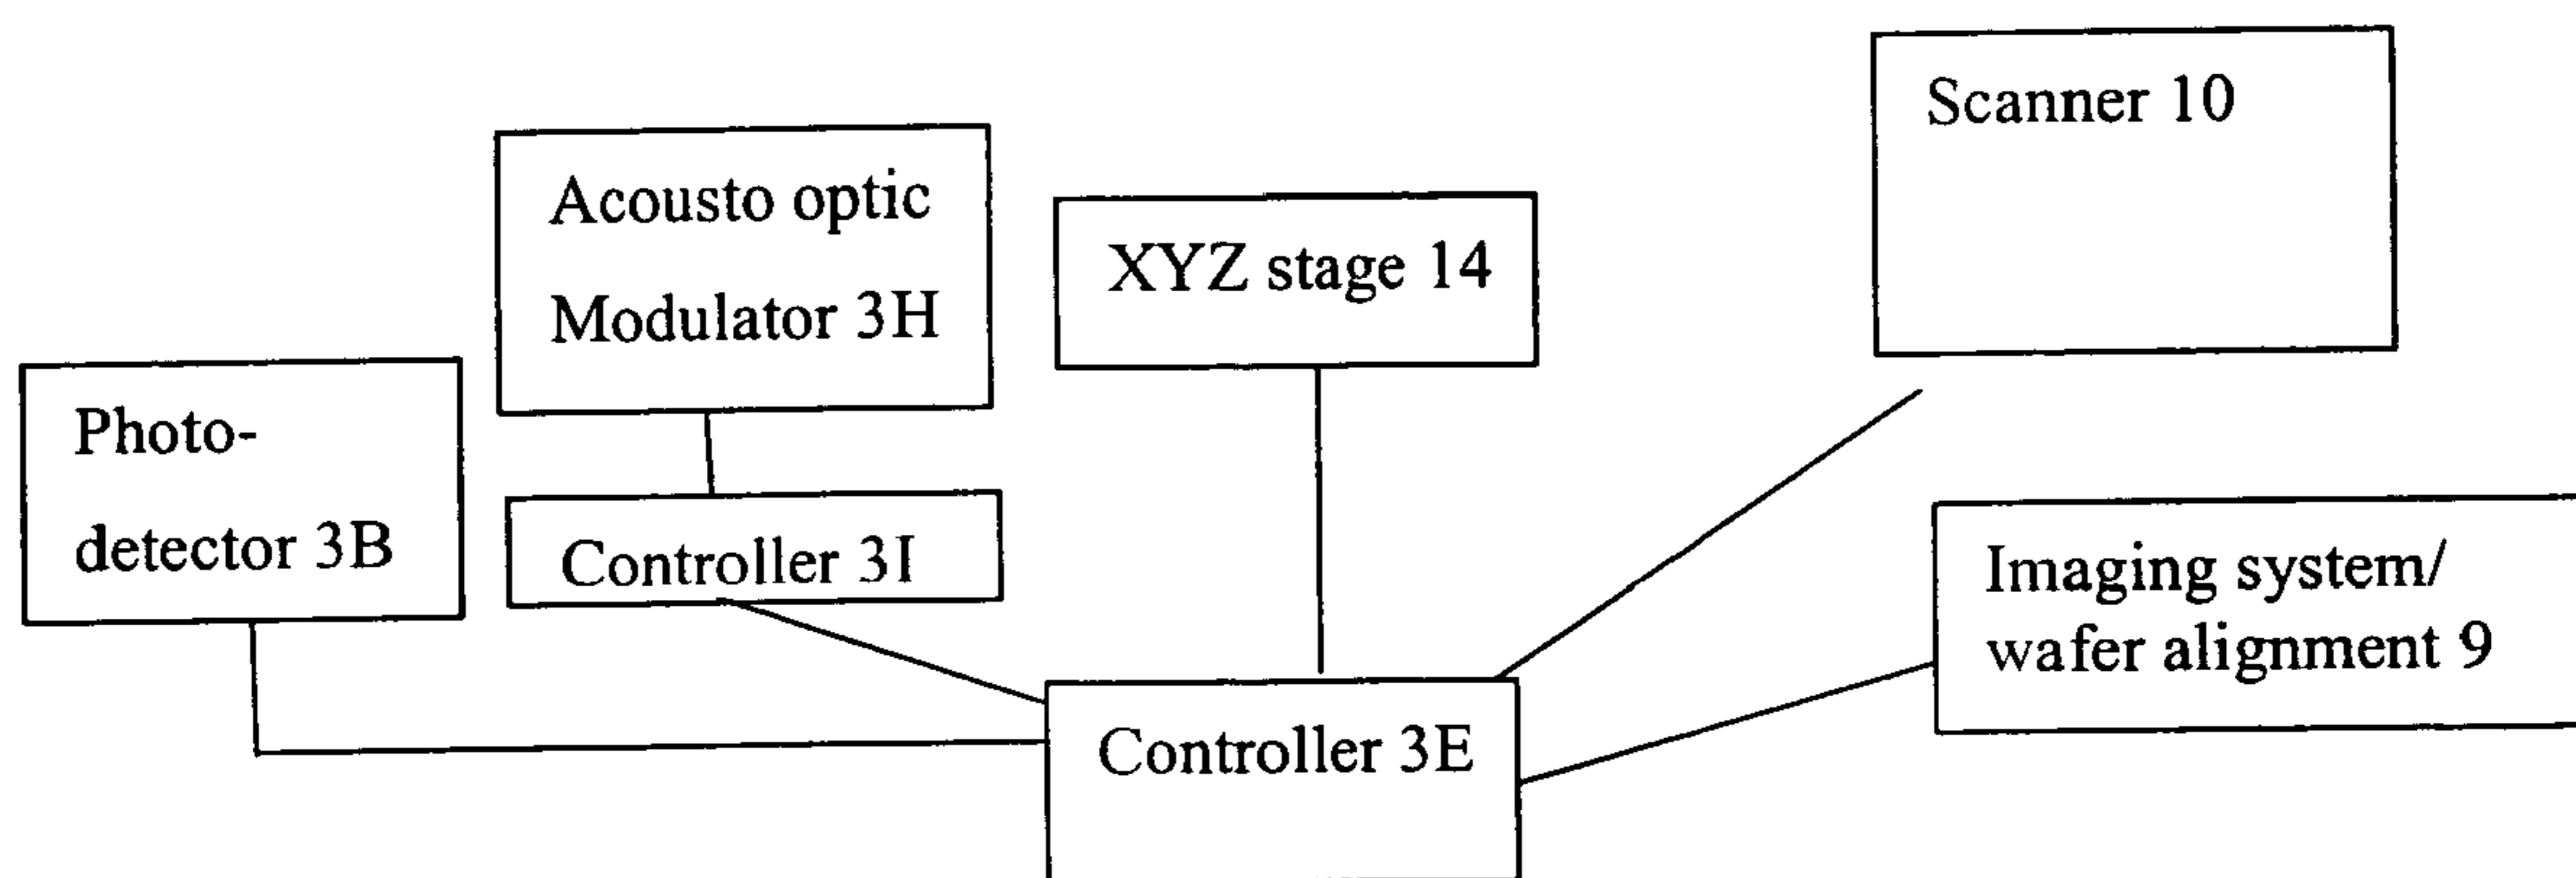 Scanner 10
Acousto optic
Modulator 3H
XYZ stage 14
Photo-
detector 3B
Controller 3I
Imaging system/
wafer alignment 9
Controller 3E